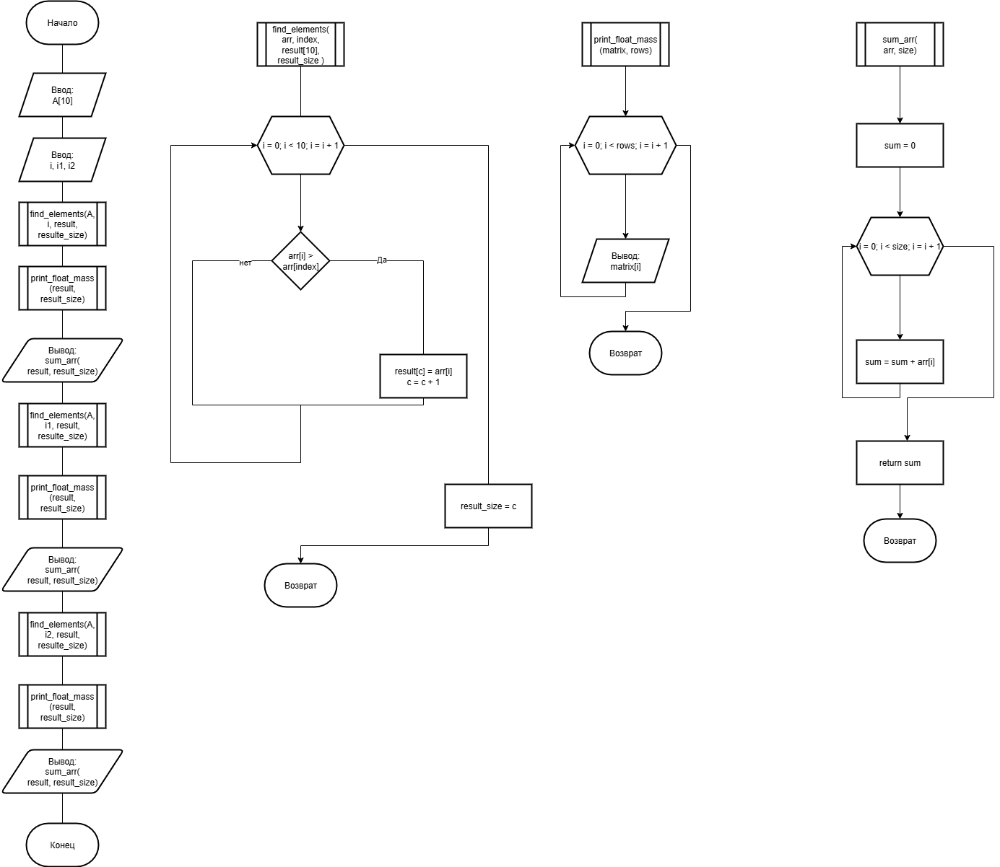 Начало
Ввод:
A[10]
Ввод:
i, i1, i2
find_elements(A,
i, result,
resulte_size)
print_float_mass
(result,
result_size)
Вывод:
sum_arr(
result, result_size)
find_elements(A,
i1, result,
resulte_size)
print_float_mass
(result,
result_size)
Вывод:
sum_arr(
result, result_size)
find_elements(A,
i2, result,
resulte_size)
print_float_mass
(result,
result_size)
Вывод:
sum_arr(
result, result_size)
Конец
find_elements(
arr, index,
result[10],
result_size )
i = 0; i < 10; i = i + 1
arr[i] >
arr[index]
нет
Да
result[c] = arr[i]
c = c + 1
result_size = c
Возврат
print_float_mass
(matrix, rows)
i = 0; i < rows; i = i + 1
Вывод:
matrix[i]
Возврат
sum_arr(
arr, size)
sum = 0
i = 0; i < size; i = i + 1
sum = sum + arr[i]
return sum
Возврат